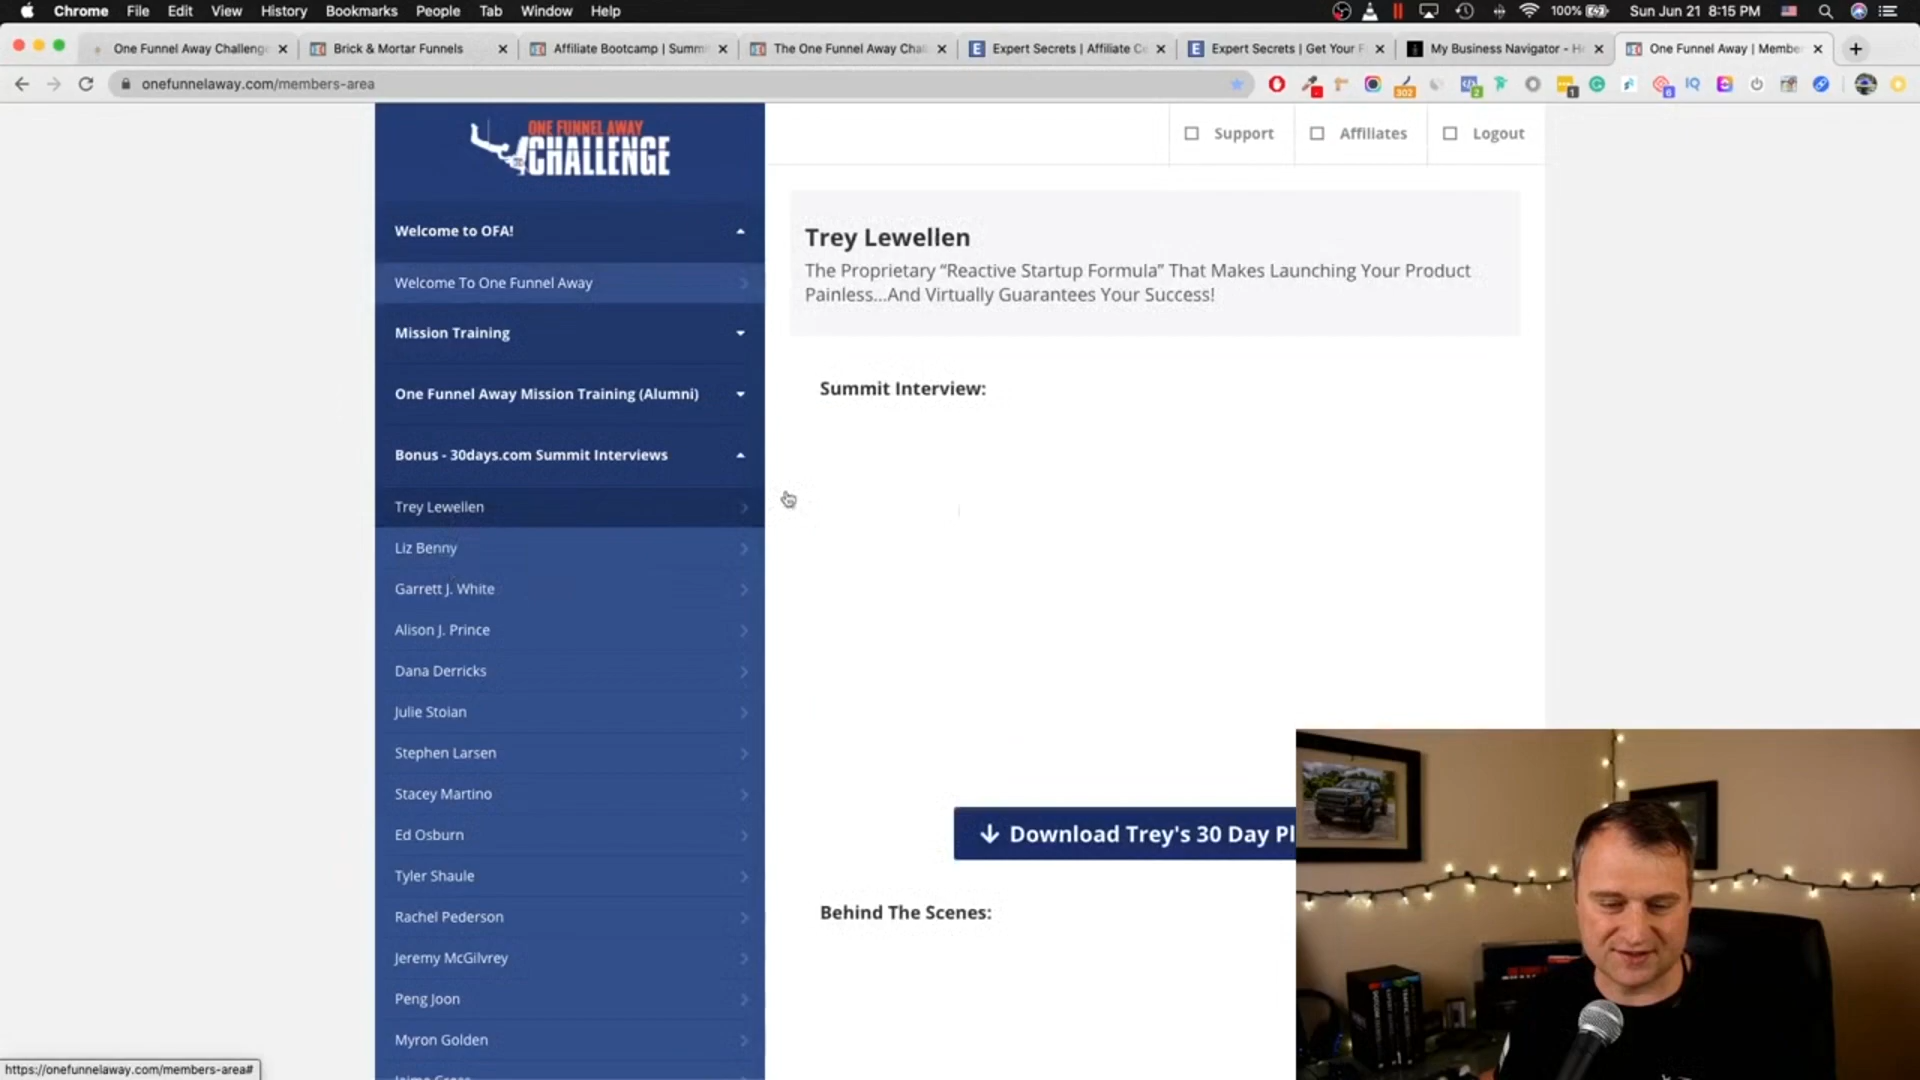 Chrome File Edit View History Bookmarks People Tab Window Help
100% Sun Jun 21 8:15 PM
One Funnel Away Challenge
Brick & Mortar Funnels
Affiliate Bootcamp | Summi
The One Funnel Away Chal
Expert Secrets | Affiliate Ce
Expert Secrets | Get Your F
My Business Navigator - H
One Funnel Away | Membe
onefunnelaway.com/members-area
ONE FUNNEL AWAY
CHALLENGE
Support
Affiliates
Logout
Welcome to OFA!
Welcome To One Funnel Away
Mission Training
One Funnel Away Mission Training (Alumni)
Bonus - 30days.com Summit Interviews
Trey Lewellen
Liz Benny
Garrett J. White
Alison J. Prince
Dana Derricks
Julie Stoian
Stephen Larsen
Stacey Martino
Ed Osburn
Tyler Shaule
Rachel Pederson
Jeremy McGilvrey
Peng Joon
Myron Golden
Trey Lewellen
The Proprietary “Reactive Startup Formula” That Makes Launching Your Product
Painless...And Virtually Guarantees Your Success!
Summit Interview:
Download Trey's 30 Day Pl
Behind The Scenes:
https://onefunnelaway.com/members-area#